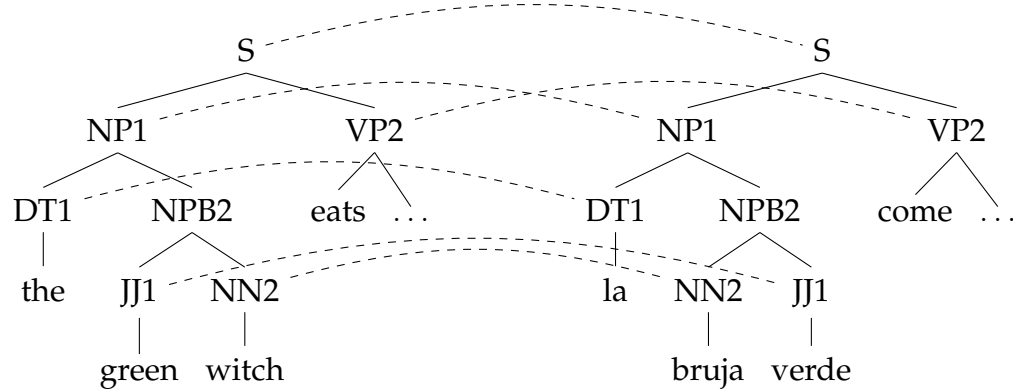 S S
NP1 VP2 NP1 VP2
DT1 NPB2 eats ... DT1 NPB2 come ...
the JJ1 NN2 la NN2 JJ1
green witch bruja verde